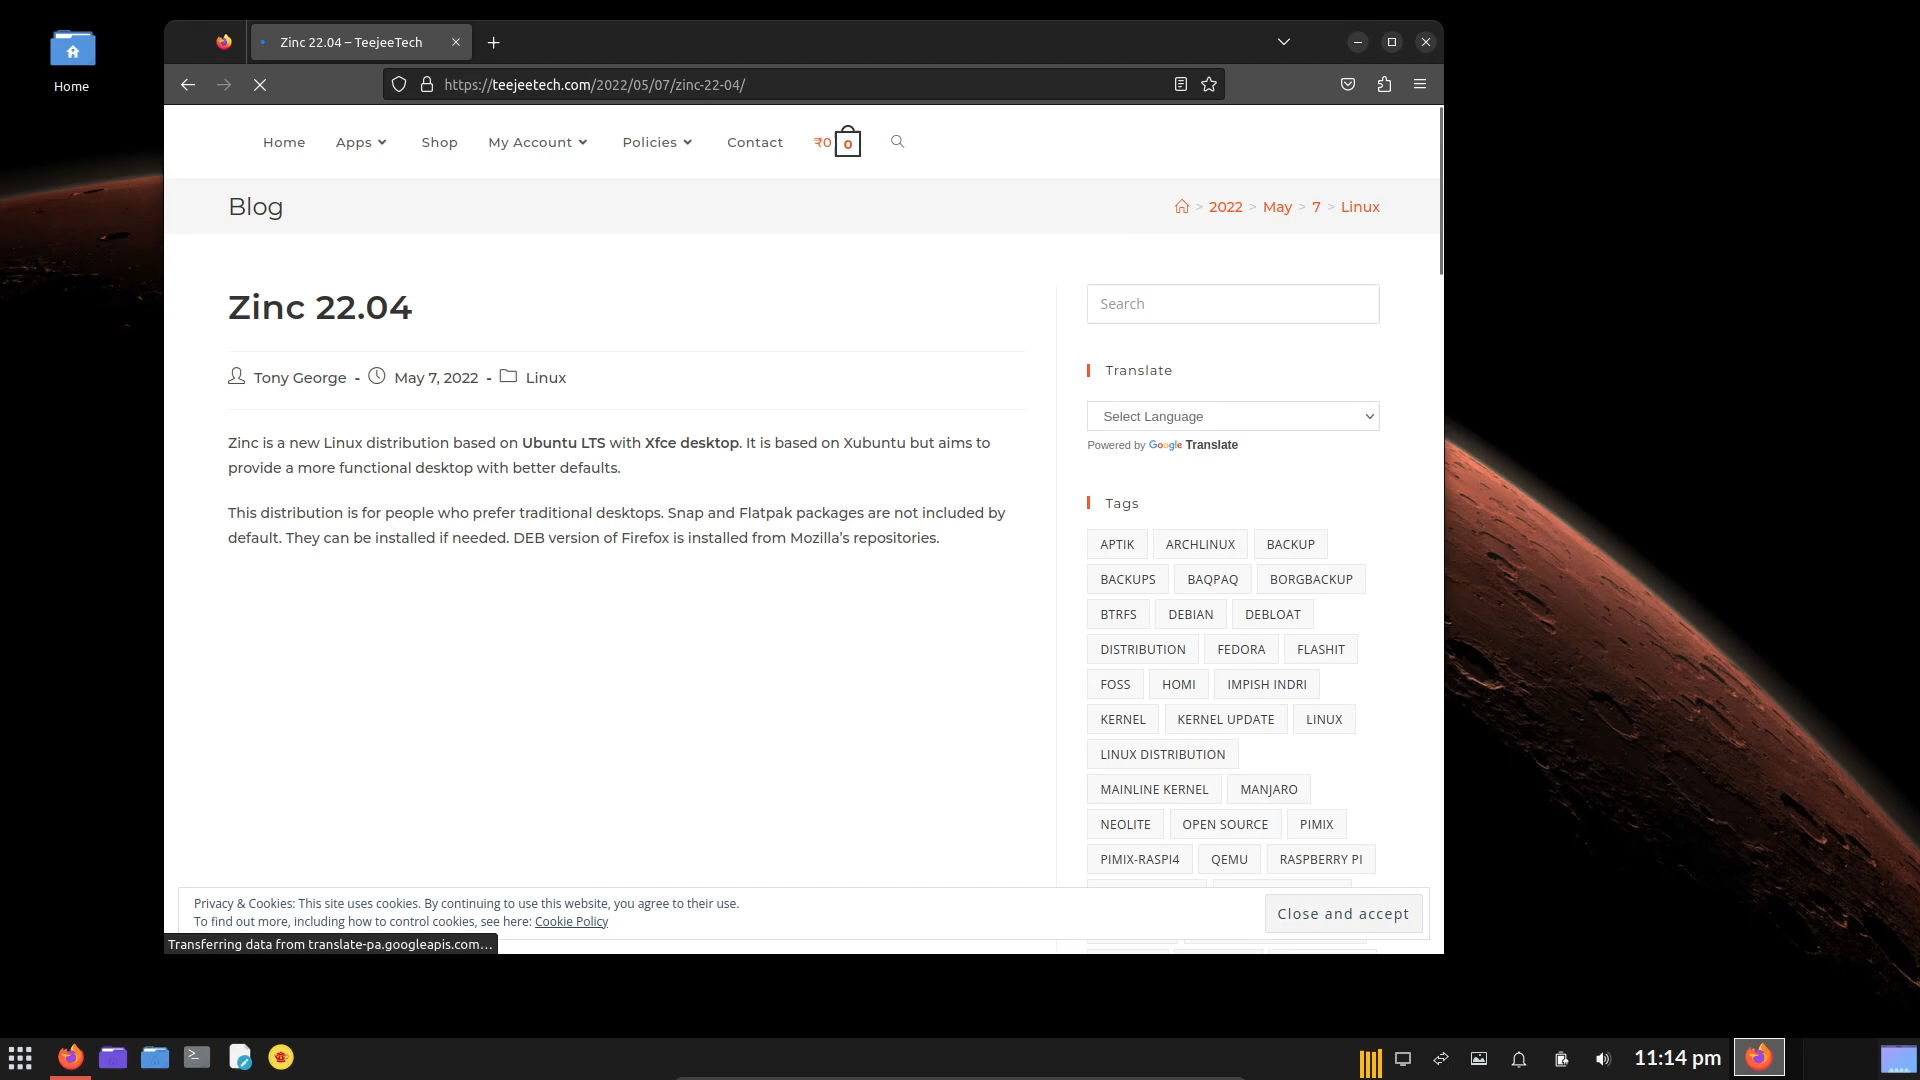 Home
Zinc 22.04 – TeejeeTech
https://teejeetech.com/2022/05/07/zinc-22-04/
Home Apps Shop My Account Policies Contact ₹0 0
Blog
> 2022 > May > 7 > Linux
Zinc 22.04
Tony George - May 7, 2022 - Linux
Zinc is a new Linux distribution based on Ubuntu LTS with Xfce desktop. It is based on Xubuntu but aims to
provide a more functional desktop with better defaults.
This distribution is for people who prefer traditional desktops. Snap and Flatpak packages are not included by
default. They can be installed if needed. DEB version of Firefox is installed from Mozilla’s repositories.
Search
Translate
Select Language
Powered by Google Translate
Tags
APTIK ARCHLINUX BACKUP
BACKUPS BAQPAQ BORGBACKUP
BTRFS DEBIAN DEBLOAT
DISTRIBUTION FEDORA FLASHIT
FOSS HOMI IMPISH INDRI
KERNEL KERNEL UPDATE LINUX
LINUX DISTRIBUTION
MAINLINE KERNEL MANJARO
NEOLITE OPEN SOURCE PIMIX
PIMIX-RASPI4 QEMU RASPBERRY PI
Privacy & Cookies: This site uses cookies. By continuing to use this website, you agree to their use.
To find out more, including how to control cookies, see here: Cookie Policy
Close and accept
Transferring data from translate-pa.googleapis.com…
11:14 pm